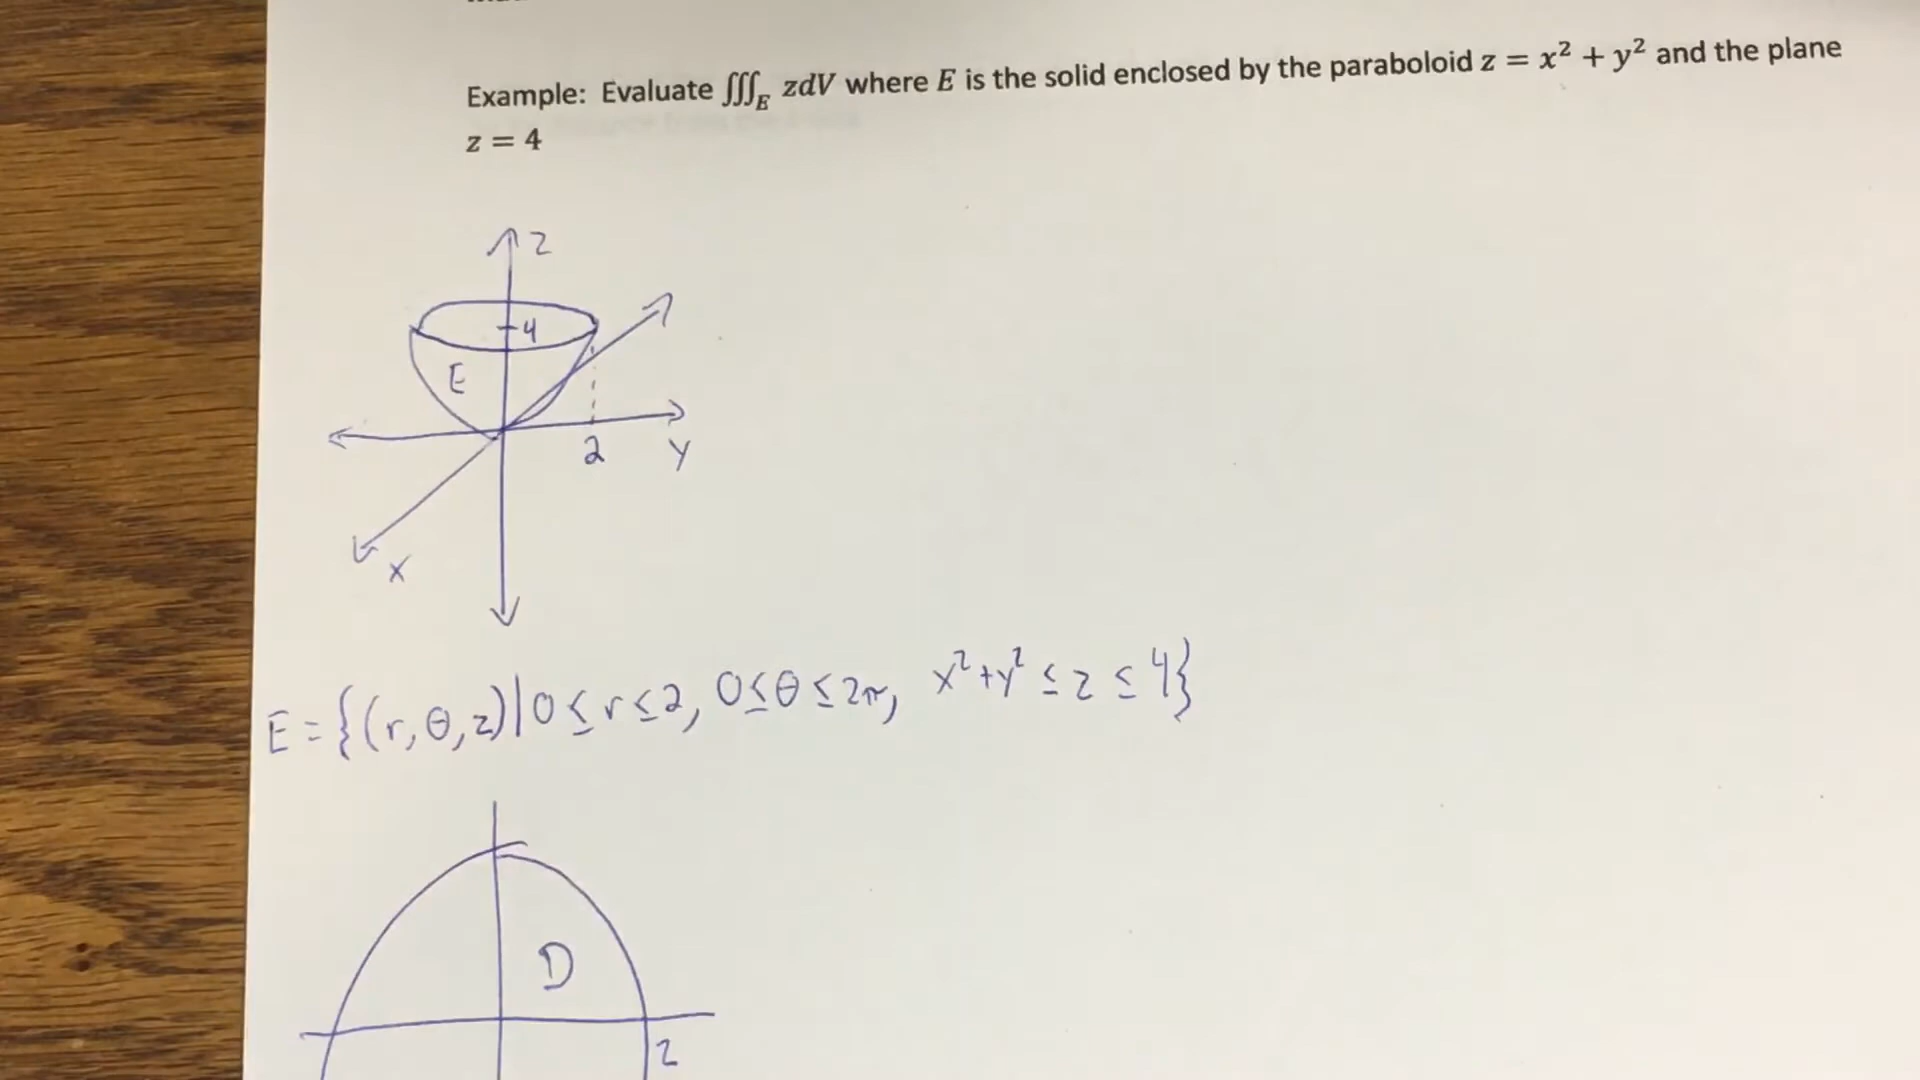 Example: Evaluate ∭_E zdV where E is the solid enclosed by the paraboloid z = x² + y² and the plane
z = 4
z
4
E
2
y
x
E = {(r, θ, z) | 0 ≤ r ≤ 2, 0 ≤ θ ≤ 2π, x² + y² ≤ z ≤ 4}
D
2